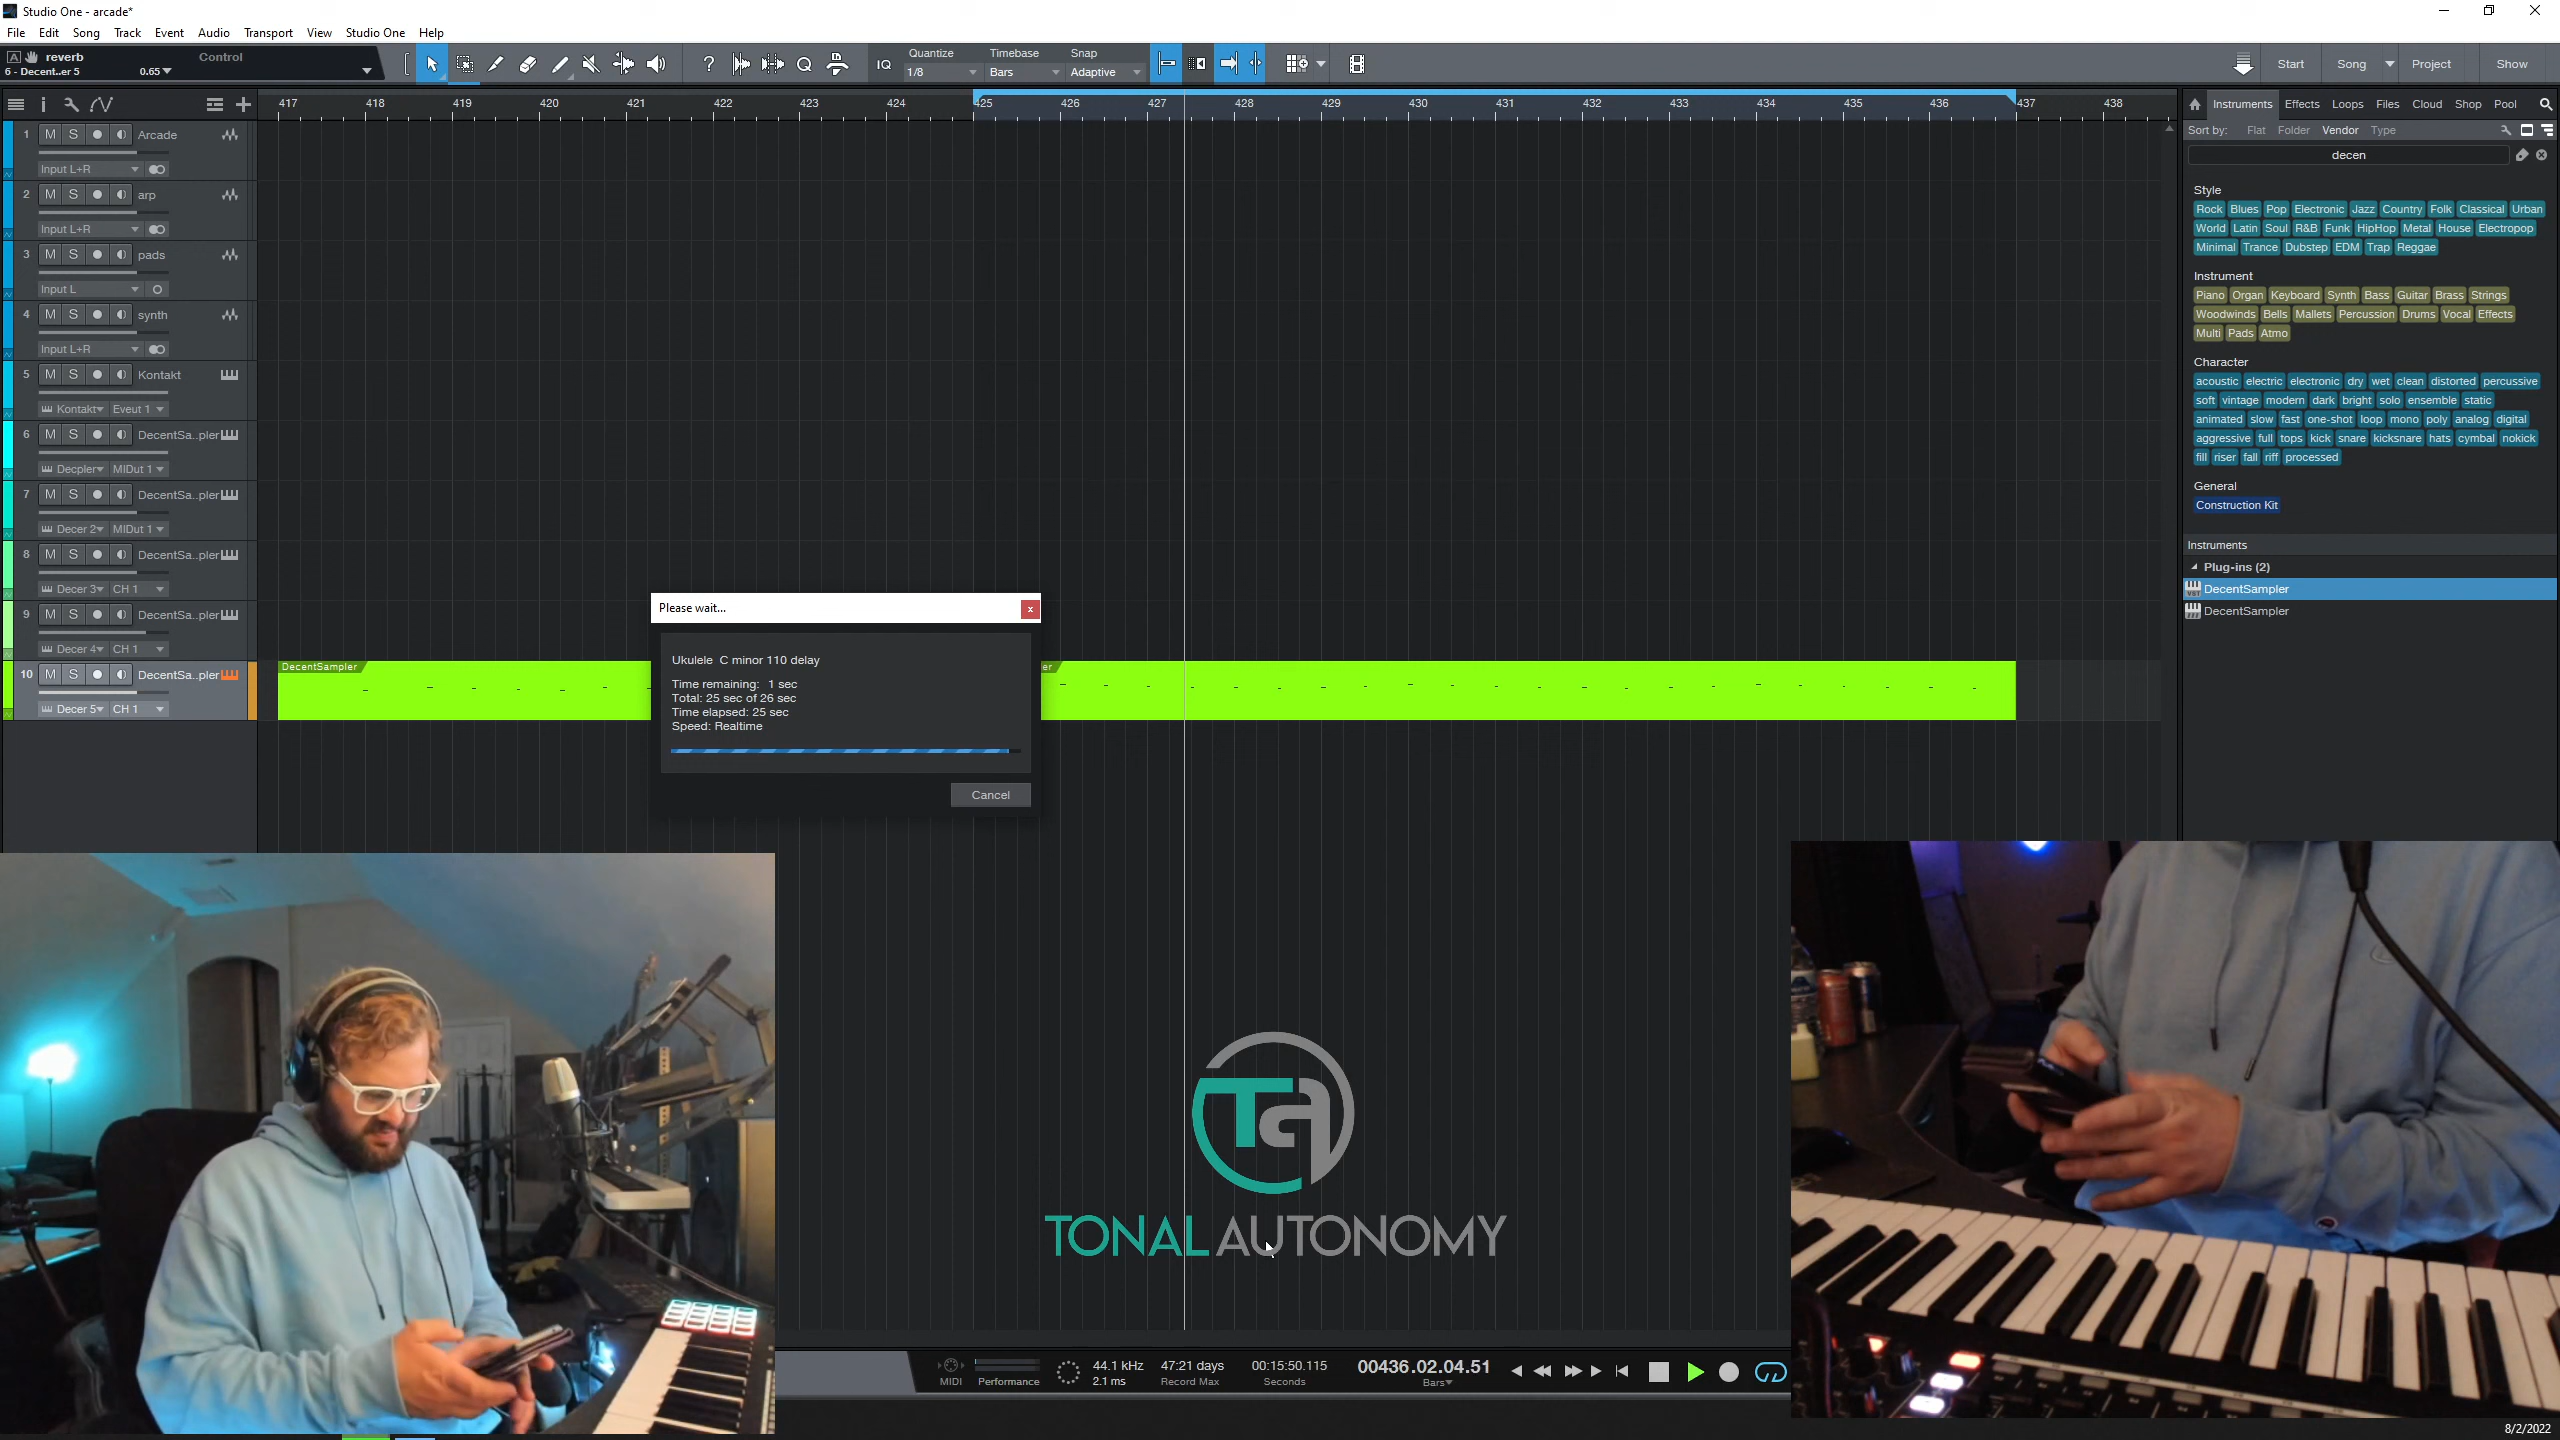 Studio One - arcade*
File Edit Song Track Event Audio Transport View Studio One Help
reverb Control
6 - Decent..er 5 0.65
Quantize Timebase Snap
IQ 1/8 Bars Adaptive
Start Song Project Show
417 418 419 420 421 422 423 424 425 426 427 428 429 430 431 432 433 434 435 436 437 438
1 M S Arcade
Input L+R
2 M S arp
Input L+R
3 M S pads
Input L
4 M S synth
Input L+R
5 M S Kontakt
Kontakt Eveut 1
6 M S DecentSa..pler
Decpler MIDut 1
7 M S DecentSa..pler
Decer 2 MIDut 1
8 M S DecentSa..pler
Decer 3 CH 1
9 M S DecentSa..pler
Decer 4 CH 1
10 M S DecentSa..pler
Decer 5 CH 1
DecentSampler
er
Please wait...
Ukulele C minor 110 delay
Time remaining: 1 sec
Total: 25 sec of 26 sec
Time elapsed: 25 sec
Speed: Realtime
Cancel
Instruments Effects Loops Files Cloud Shop Pool
Sort by: Flat Folder Vendor Type
decen
Style
Rock Blues Pop Electronic Jazz Country Folk Classical Urban
World Latin Soul R&B Funk HipHop Metal House Electropop
Minimal Trance Dubstep EDM Trap Reggae
Instrument
Piano Organ Keyboard Synth Bass Guitar Brass Strings
Woodwinds Bells Mallets Percussion Drums Vocal Effects
Multi Pads Atmo
Character
acoustic electric electronic dry wet clean distorted percussive
soft vintage modern dark bright solo ensemble static
animated slow fast one-shot loop mono poly analog digital
aggressive full tops kick snare kicksnare hats cymbal nokick
fill riser fall riff processed
General
Construction Kit
Instruments
Plug-ins (2)
DecentSampler
DecentSampler
Ta
TONAL AUTONOMY
MIDI Performance
44.1 kHz
2.1 ms
47:21 days
Record Max
00:15:50.115
Seconds
00436.02.04.51
Bars
8/2/2022